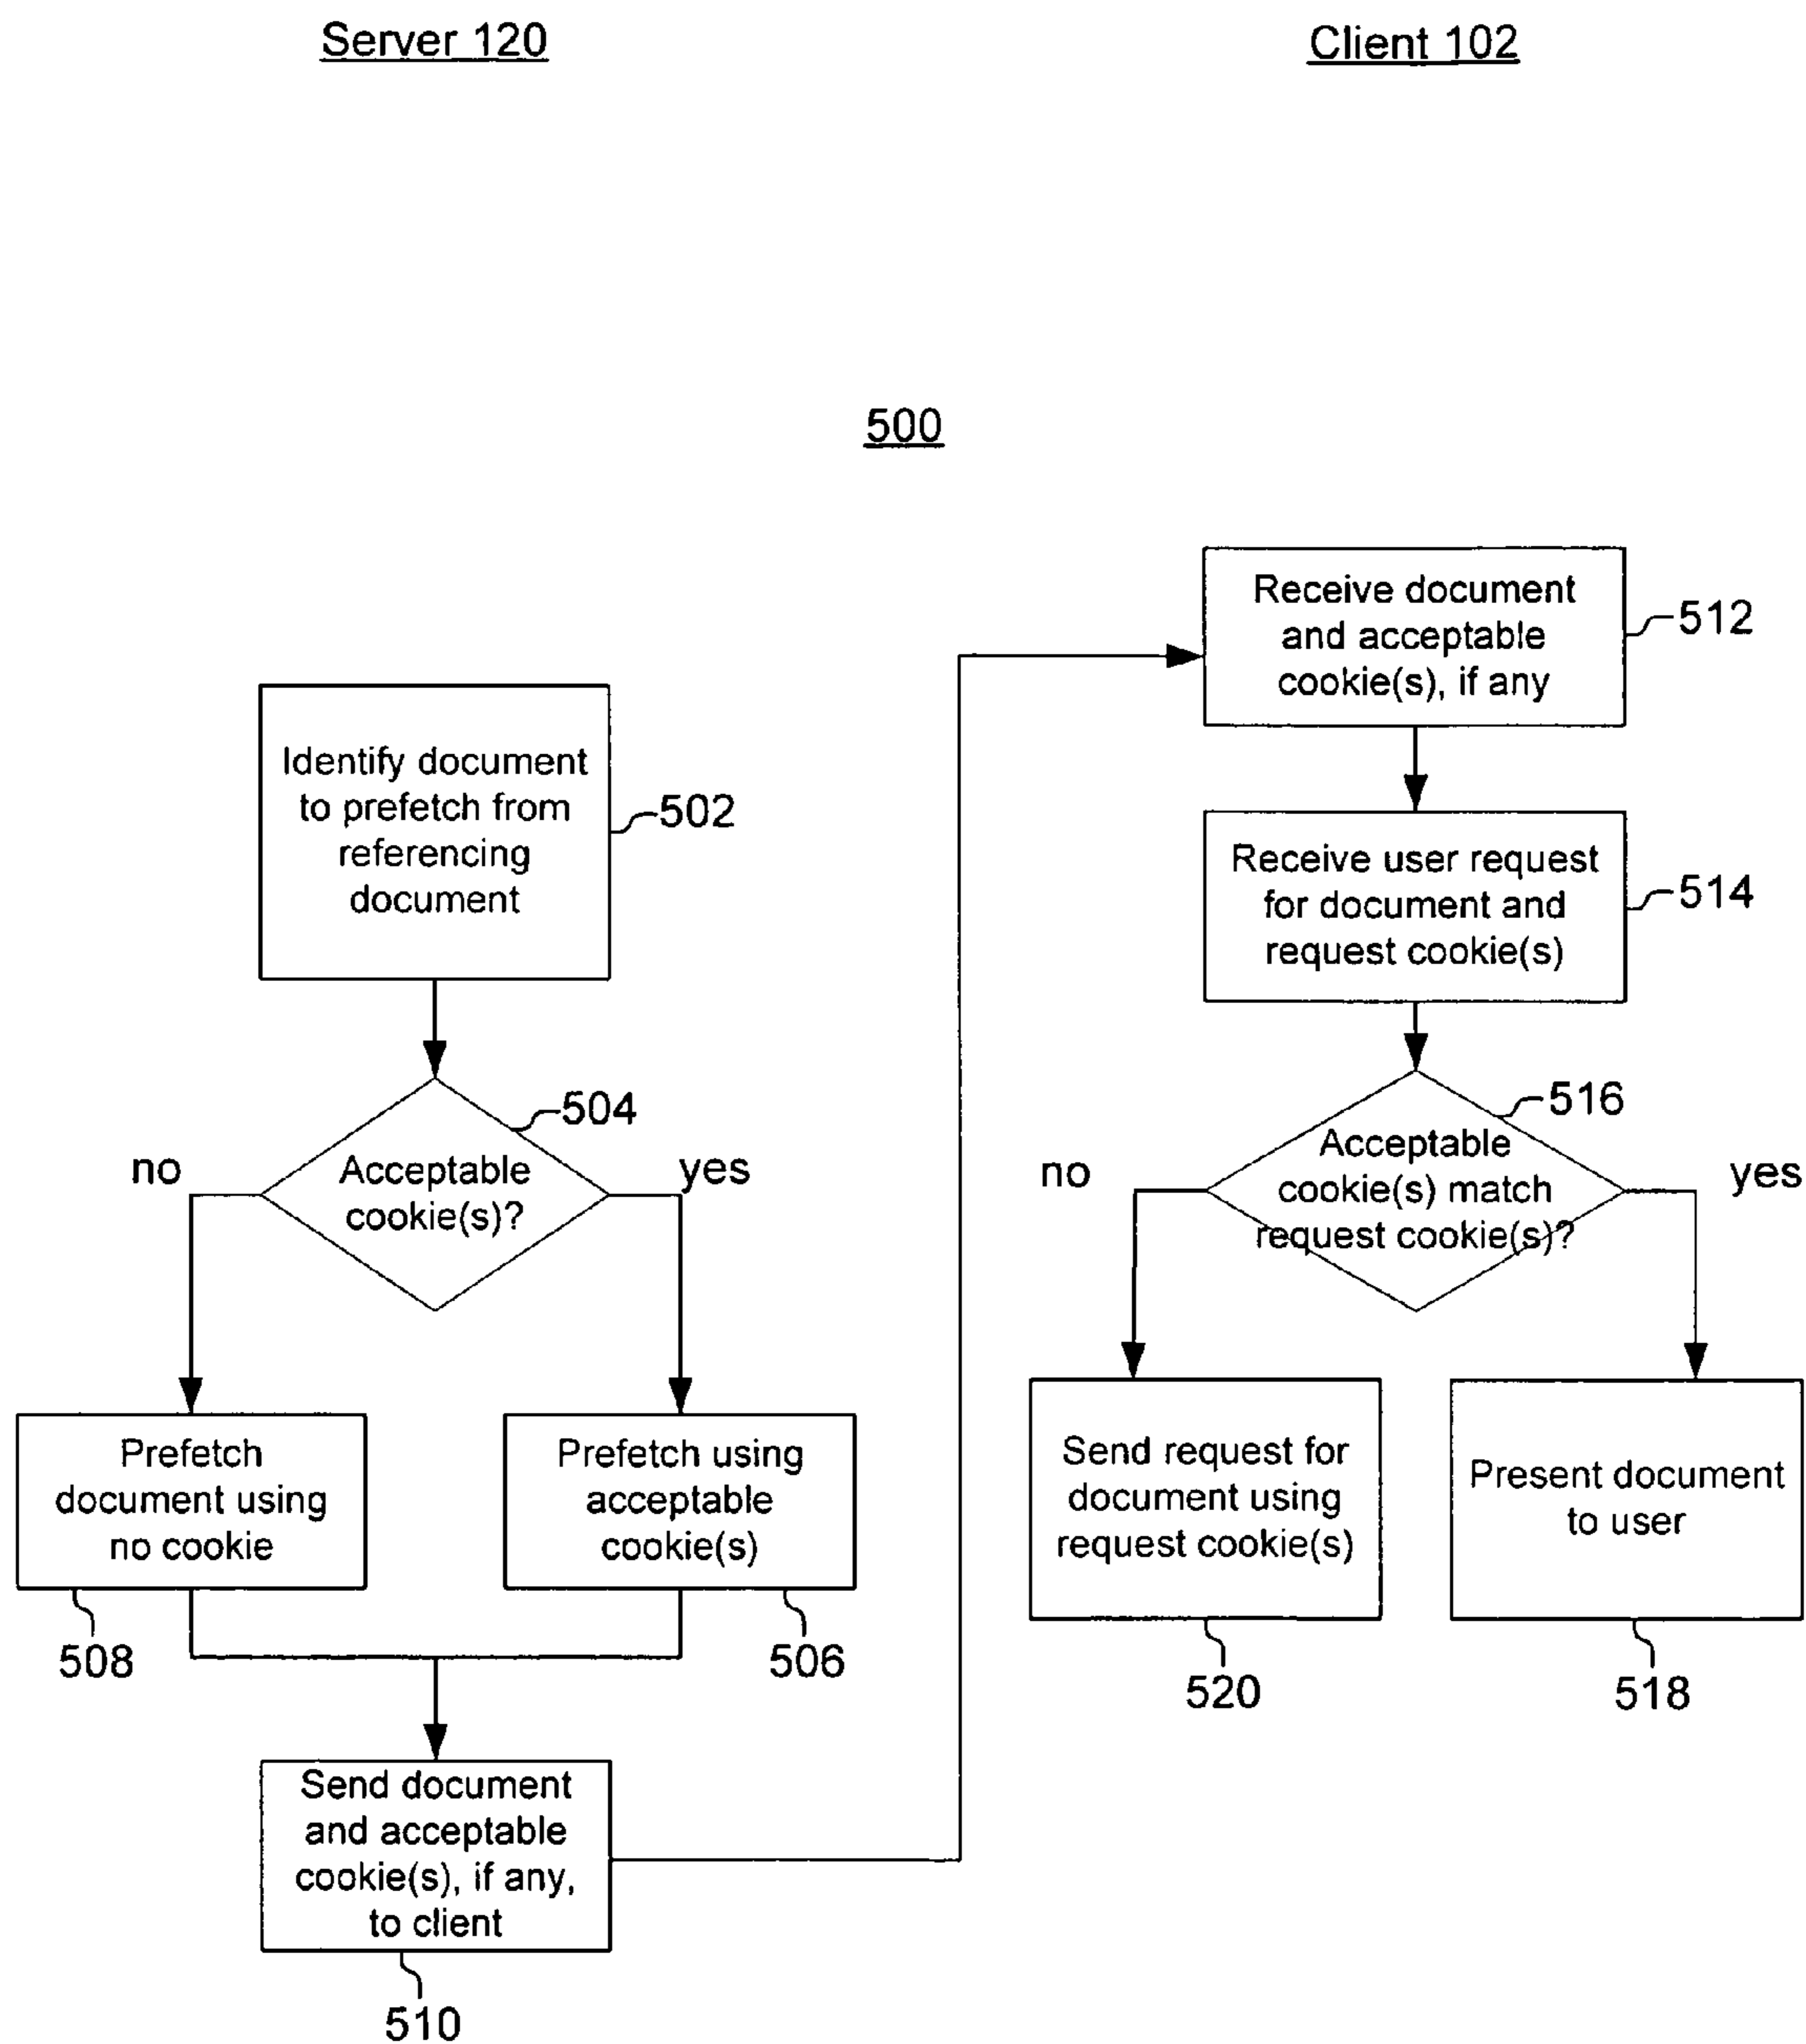 Server 120
Client 102
500
Identify document
to prefetch from
referencing
document
502
504
Acceptable
cookie(s)?
no
yes
Prefetch
document using
no cookie
508
Prefetch using
acceptable
cookie(s)
506
Send document
and acceptable
cookie(s), if any,
to client
510
Receive document
and acceptable
cookie(s), if any
512
Receive user request
for document and
request cookie(s)
514
516
Acceptable
cookie(s) match
request cookie(s)?
no
yes
Send request for
document using
request cookie(s)
520
Present document
to user
518